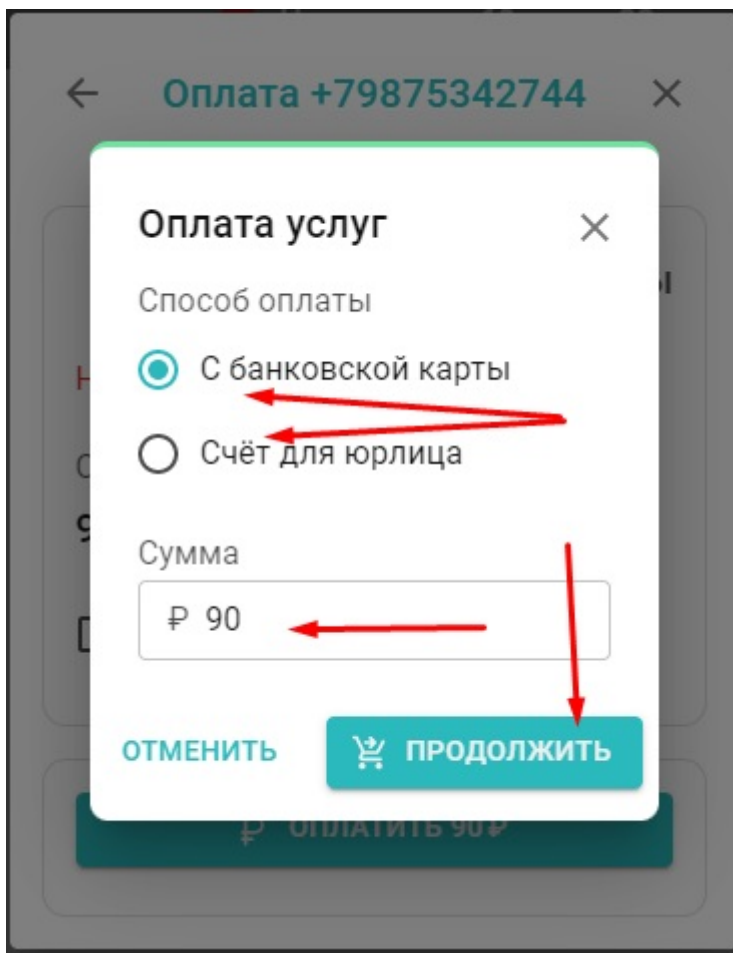 Оплата +79875342744
Оплата услуг
Способ оплаты
С банковской карты
Счёт для юрлица
Сумма
₽ 90
ОТМЕНИТЬ
ПРОДОЛЖИТЬ
₽ ОПЛАТИТЬ 90 ₽